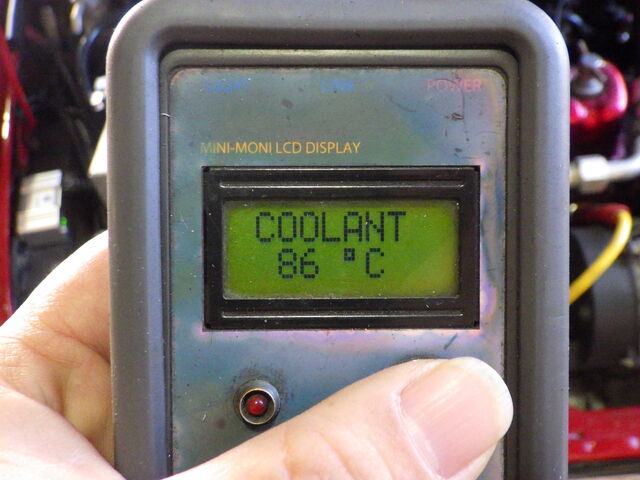 POWER
MINI-MONI LCD DISPLAY
COOLANT
86 °C